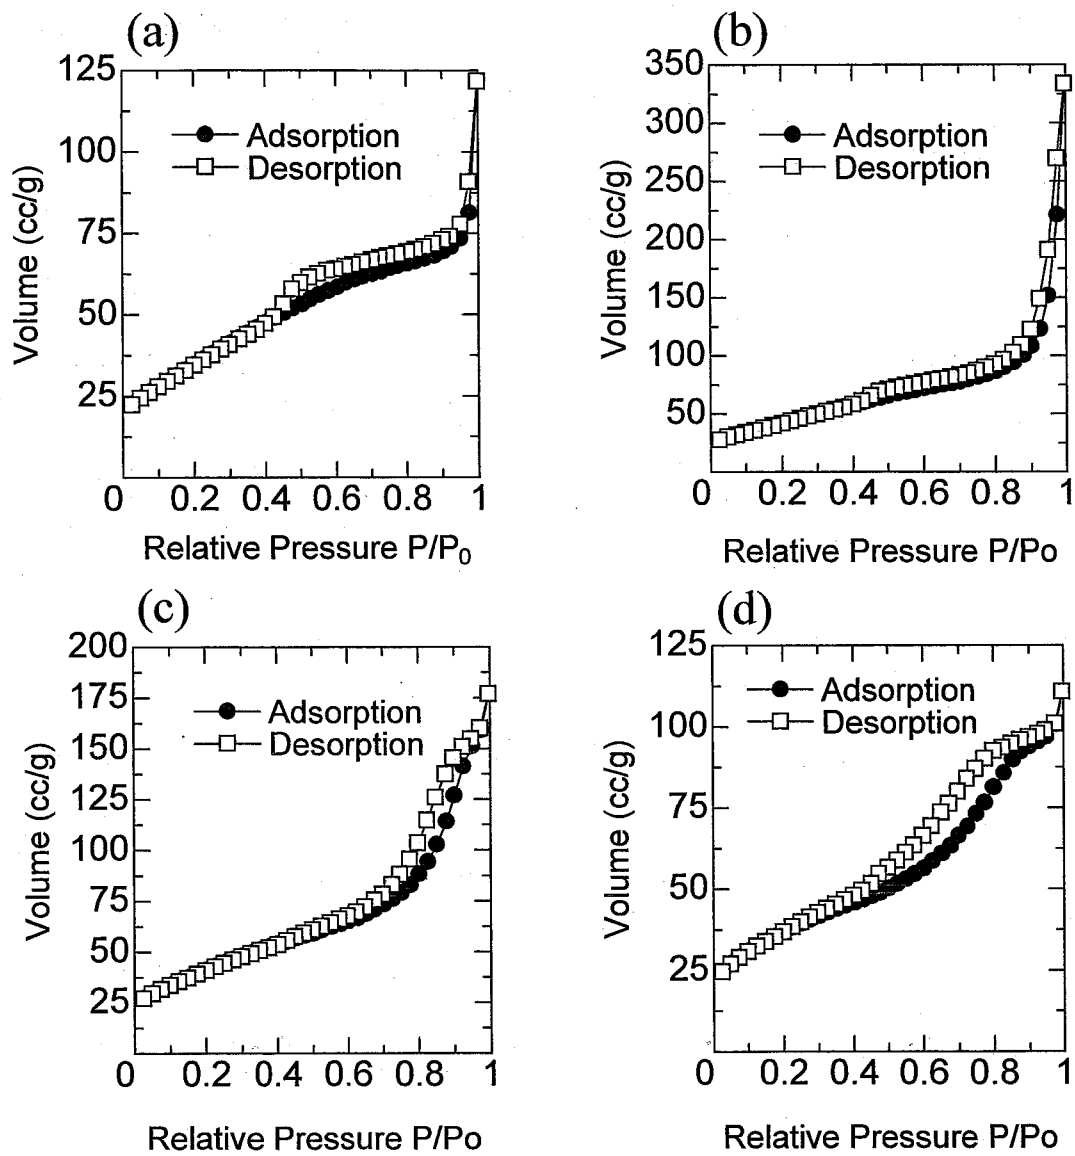 (a)
125
100
75
50
25
Volume (cc/g)
Adsorption
Desorption
0 0.2 0.4 0.6 0.8 1
Relative Pressure P/P₀
(b)
350
300
250
200
150
100
50
Volume (cc/g)
Adsorption
Desorption
0 0.2 0.4 0.6 0.8 1
Relative Pressure P/Po
(c)
200
175
150
125
100
75
50
25
Volume (cc/g)
Adsorption
Desorption
0 0.2 0.4 0.6 0.8 1
Relative Pressure P/Po
(d)
125
100
75
50
25
Volume (cc/g)
Adsorption
Desorption
0 0.2 0.4 0.6 0.8 1
Relative Pressure P/Po